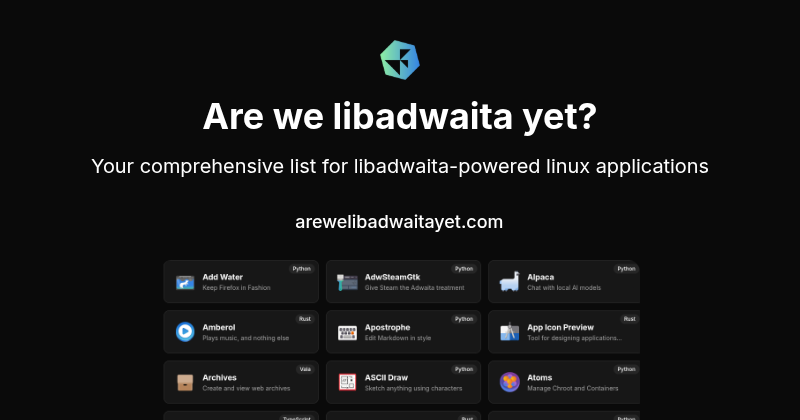 Are we libadwaita yet?
Your comprehensive list for libadwaita-powered linux applications
arewelibadwaitayet.com
Python
Add Water
Keep Firefox in Fashion
Python
AdwSteamGtk
Give Steam the Adwaita treatment
Python
Alpaca
Chat with local AI models
Rust
Amberol
Plays music, and nothing else
Python
Apostrophe
Edit Markdown in style
Rust
App Icon Preview
Tool for designing applications...
Vala
Archives
Create and view web archives
Python
ASCII Draw
Sketch anything using characters
Python
Atoms
Manage Chroot and Containers
TypeScript
Rust
Python